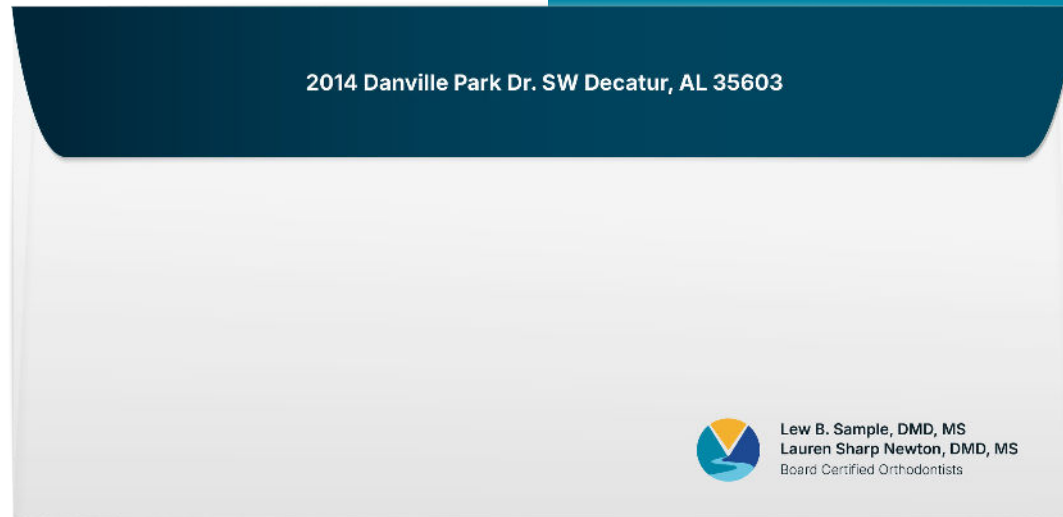 2014 Danville Park Dr. SW Decatur, AL 35603
Lew B. Sample, DMD, MS
Lauren Sharp Newton, DMD, MS
Board Certified Orthodontists